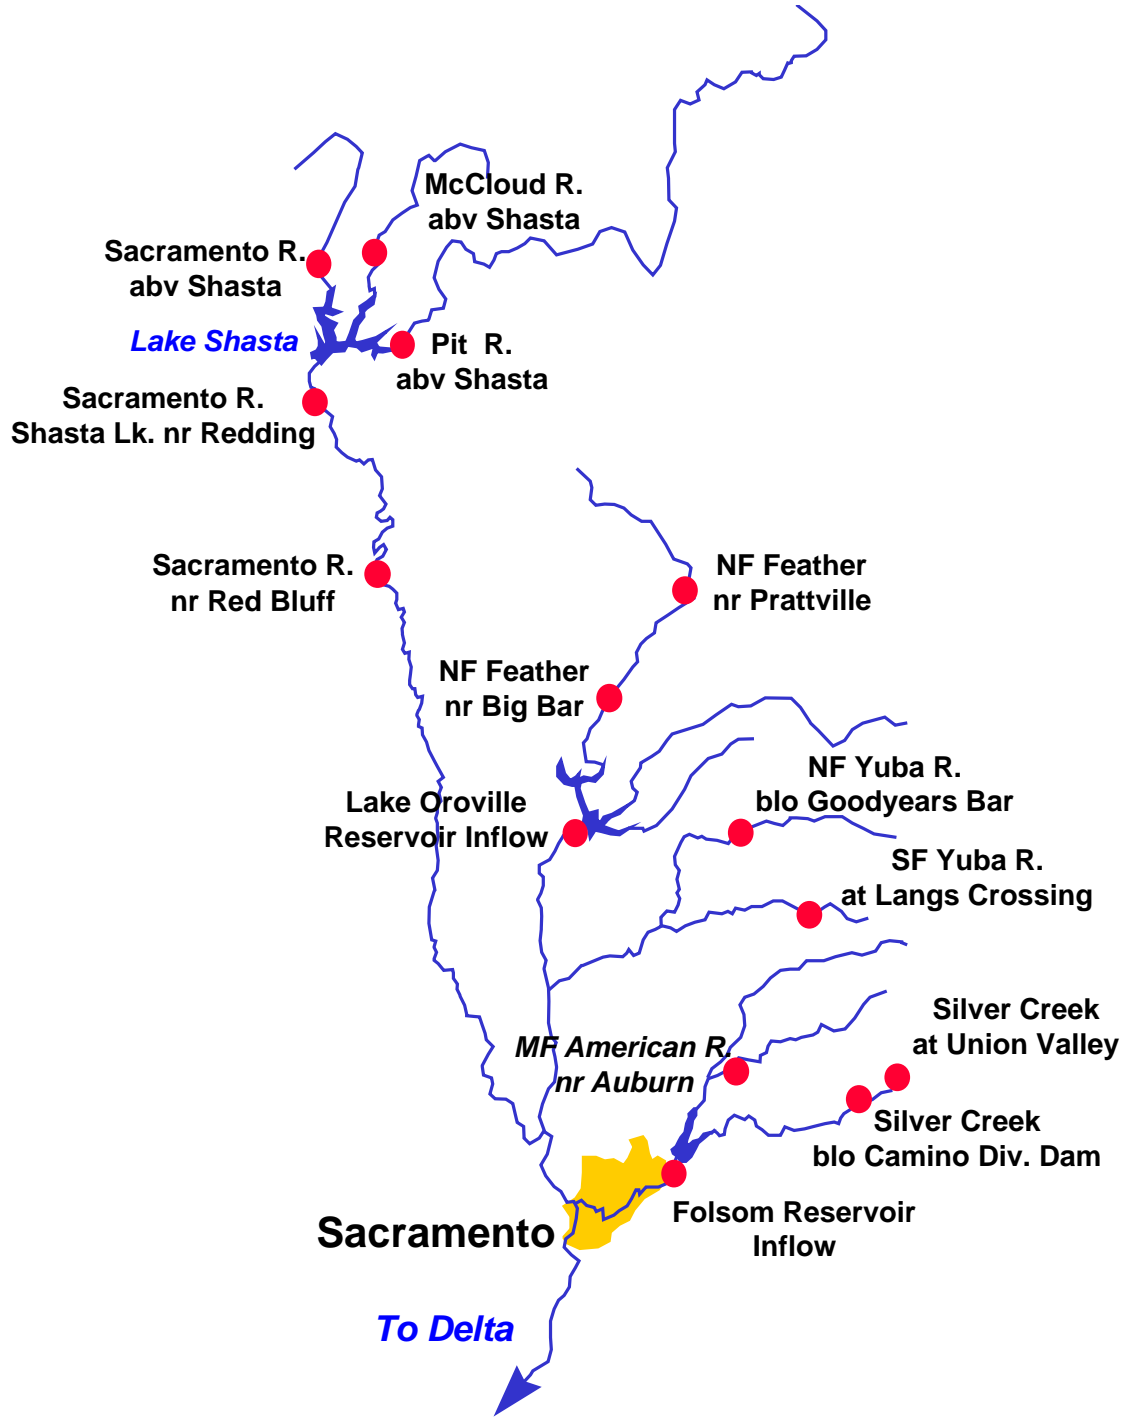 McCloud R.
abv Shasta
Sacramento R.
abv Shasta
Lake Shasta
Pit R.
abv Shasta
Sacramento R.
Shasta Lk. nr Redding
Sacramento R.
nr Red Bluff
NF Feather
nr Prattville
NF Feather
nr Big Bar
NF Yuba R.
blo Goodyears Bar
Lake Oroville
Reservoir Inflow
SF Yuba R.
at Langs Crossing
Silver Creek
at Union Valley
MF American R.
nr Auburn
Silver Creek
blo Camino Div. Dam
Folsom Reservoir
Inflow
Sacramento
To Delta